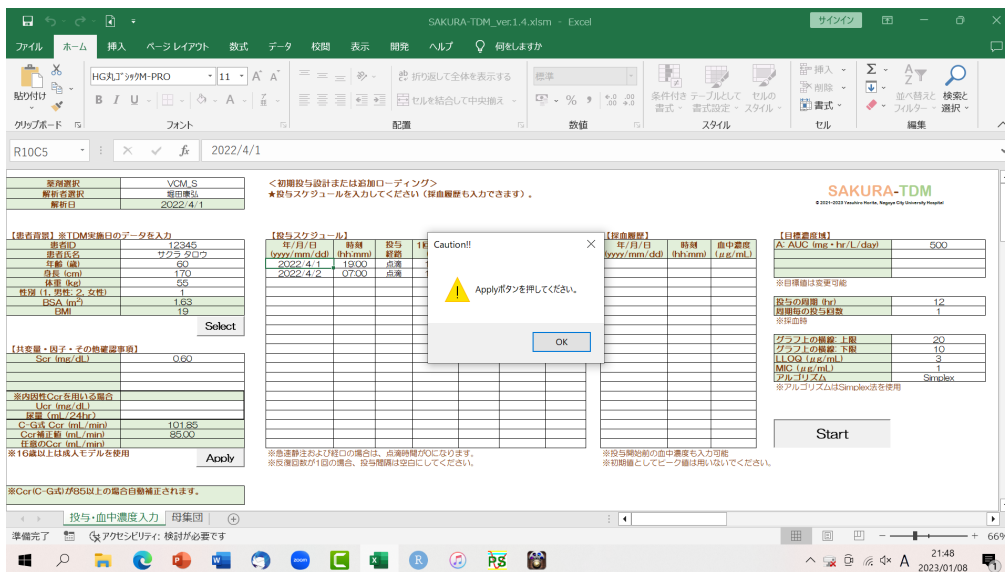 SAKURA-TDM_ver.1.4.xlsm - Excel
サインイン
ファイル ホーム 挿入 ページレイアウト 数式 データ 校閲 表示 開発 ヘルプ 何をしますか
貼り付け
HG丸ｺﾞｼｯｸM-PRO 11
B I U
折り返して全体を表示する
セルを結合して中央揃え
標準
条件付き書式
テーブルとして書式設定
セルのスタイル
挿入
削除
書式
並べ替えとフィルター
検索と選択
クリップボード フォント 配置 数値 スタイル セル 編集
R10C5 fx 2022/4/1
薬剤選択 VCM_S
解析者選択 堀田康弘
解析日 2022/4/1
＜初期投与設計または追加ローディング＞
★投与スケジュールを入力してください（採血履歴も入力できます）.
SAKURA-TDM
© 2021-2023 Yasuhiro Horita, Nagoya City University Hospital
【患者背景】※TDM実施日のデータを入力
患者ID 12345
患者氏名 サクラ タロウ
年齢 (歳) 60
身長 (cm) 170
体重 (kg) 55
性別 (1, 男性; 2, 女性) 1
BSA (m²) 1.63
BMI 19
Select
【共変量・因子・その他確認事項】
Scr (mg/dL) 0.60
※内因性Ccrを用いる場合
Ucr (mg/dL)
尿量 (mL/24hr)
C-G式 Ccr (mL/min) 101.85
Ccr補正値 (mL/min) 85.00
任意のCcr (mL/min)
※16歳以上は成人モデルを使用
Apply
※Ccr(C-G式)が85以上の場合自動補正されます。
【投与スケジュール】
年/月/日 時刻 投与 1回
(yyyy/mm/dd) (hh:mm) 経路
2022/4/1 19:00 点滴
2022/4/2 07:00 点滴
※急速静注および経口の場合は、点滴時間が0になります.
※反復回数が1回の場合、投与間隔は空白にしてください.
Caution!!
Applyボタンを押してください。
OK
【採血履歴】
年/月/日 時刻 血中濃度
(yyyy/mm/dd) (hh:mm) (μg/mL)
※投与開始前の血中濃度も入力可能
※初期値としてピーク値は用いないでください.
【目標濃度域】
A: AUC (mg・hr/L/day) 500
※目標値は変更可能
投与の周期 (hr) 12
周期毎の投与回数 1
※採血時
グラフ上の横線: 上限 20
グラフ上の横線: 下限 10
LLOQ (μg/mL) 3
MIC (μg/mL) 1
アルゴリズム Simplex
※アルゴリズムはSimplex法を使用
Start
投与・血中濃度入力 母集団
準備完了 アクセシビリティ: 検討が必要です
66%
A
21:48
2023/01/08